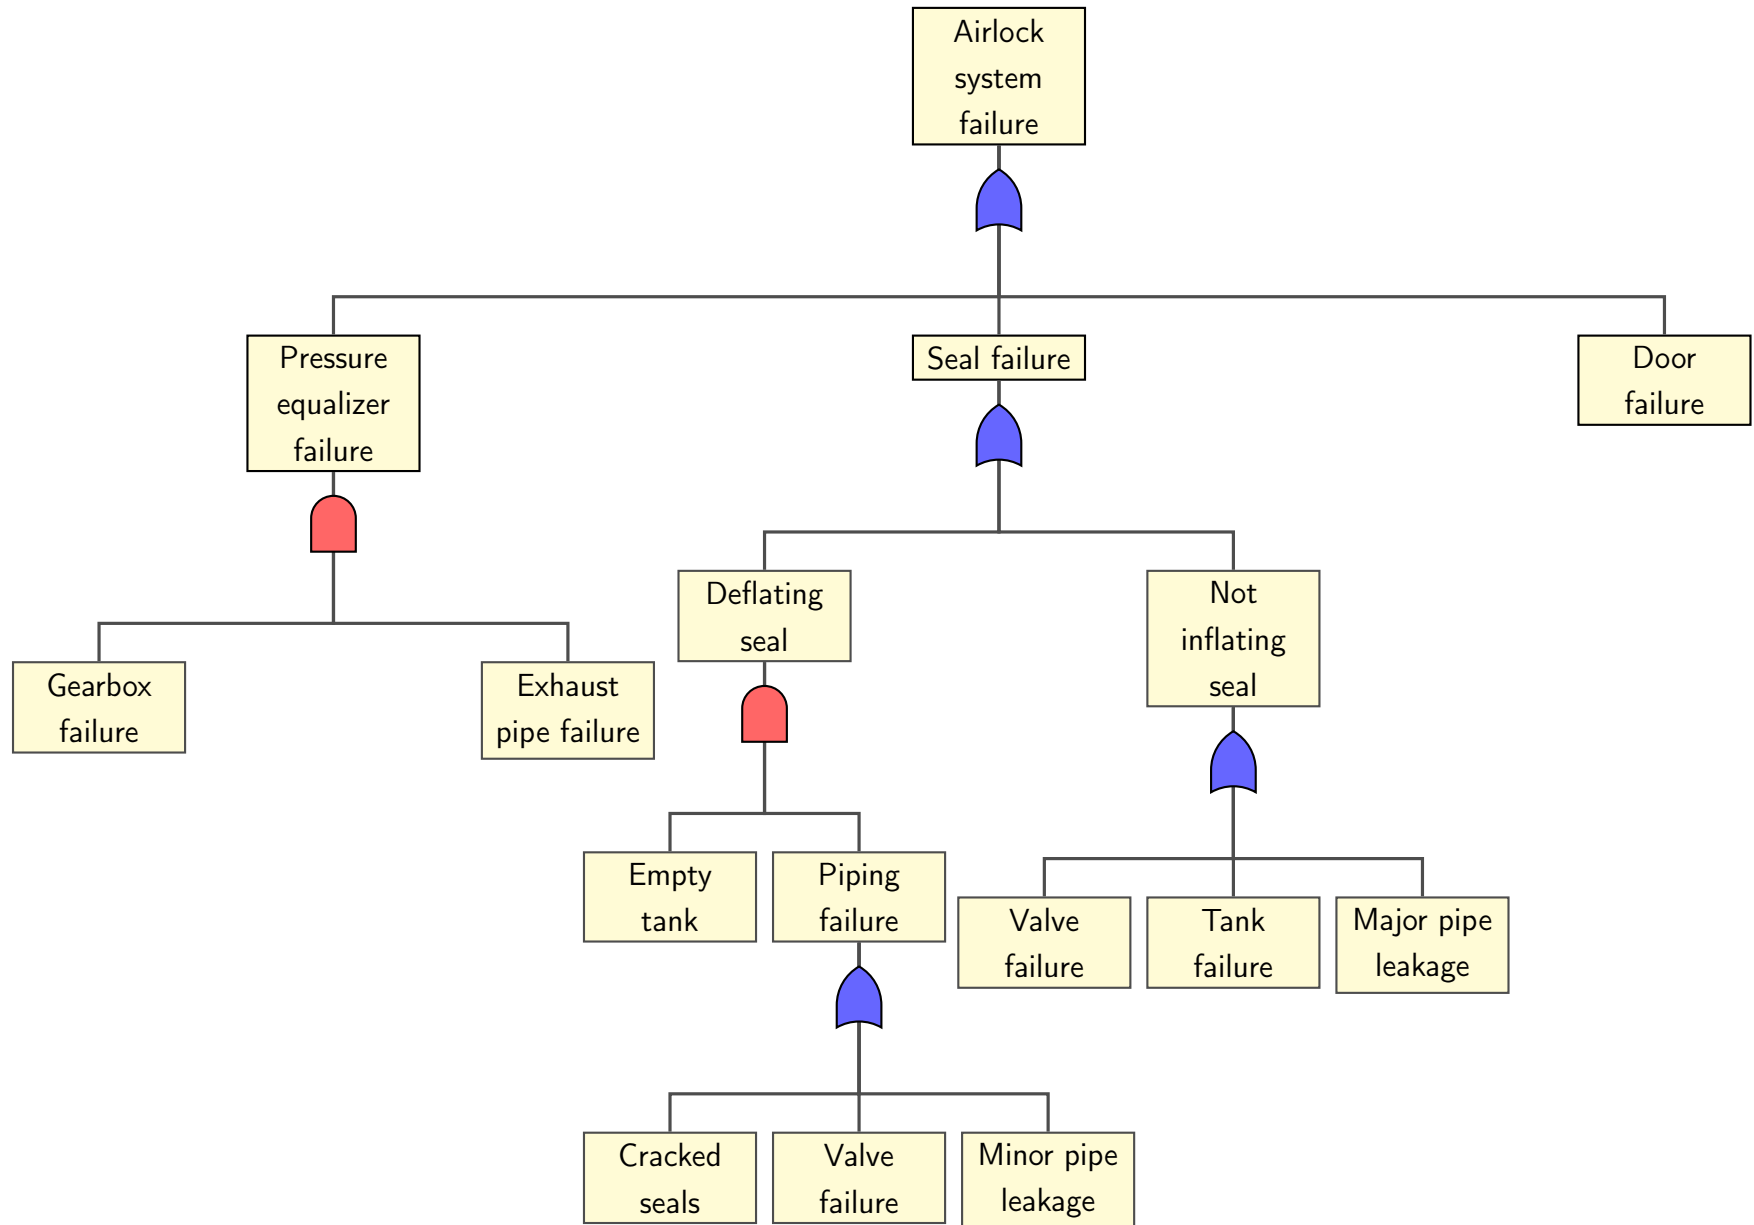 Airlock
system
failure
Pressure
equalizer
failure
Seal failure
Door
failure
Gearbox
failure
Exhaust
pipe failure
Deflating
seal
Not
inflating
seal
Empty
tank
Piping
failure
Valve
failure
Tank
failure
Major pipe
leakage
Cracked
seals
Valve
failure
Minor pipe
leakage